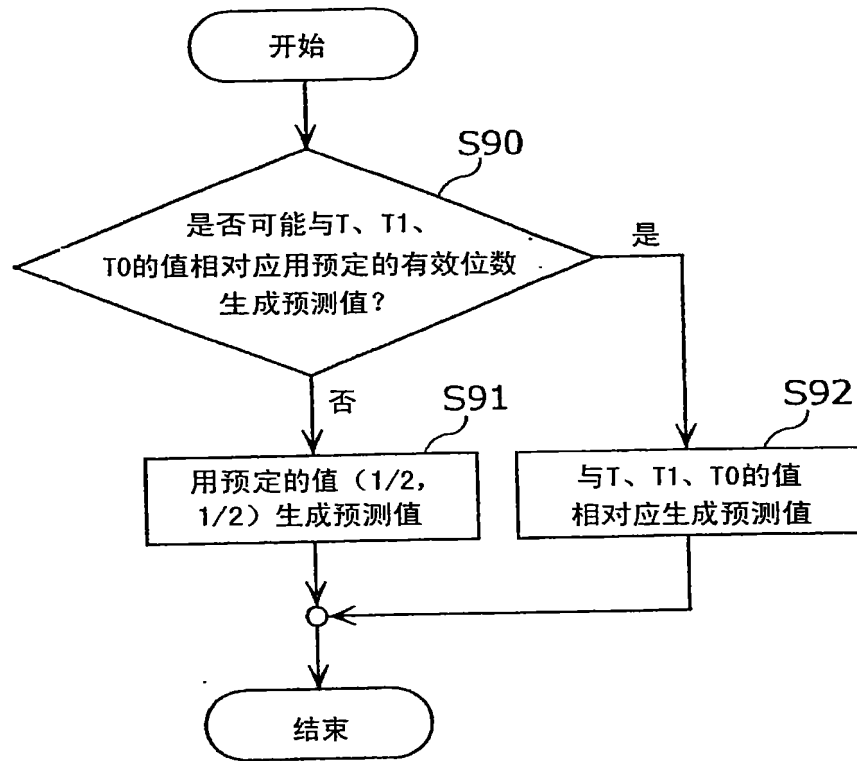 开始
S90
是否可能与T、T1、
T0的值相对应用预定的有效位数
生成预测值？
是
否
S91
S92
用预定的值（1/2，
1/2）生成预测值
与T、T1、T0的值
相对应生成预测值
结束